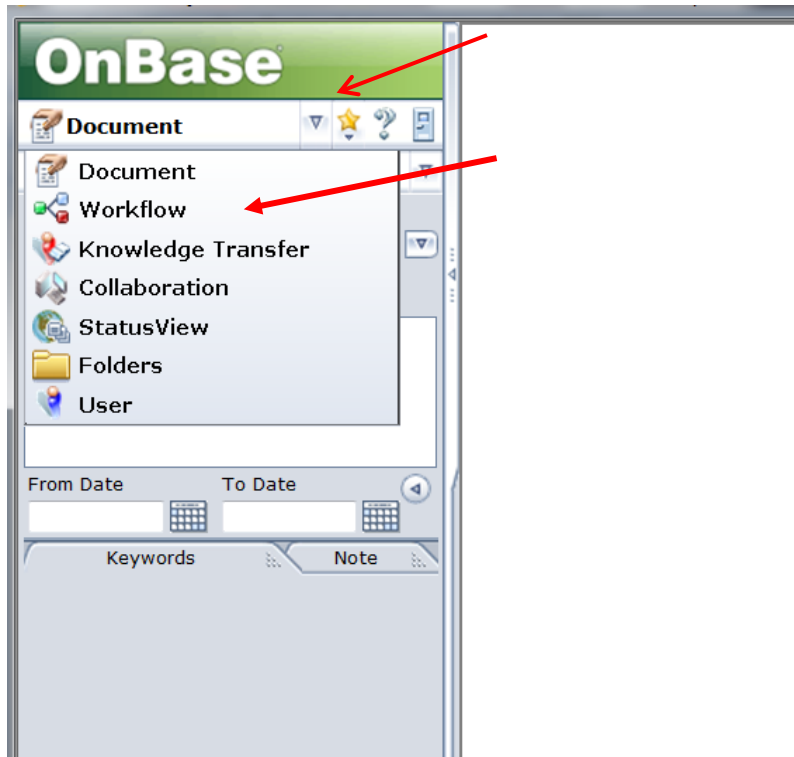 OnBase
Document
Document
Workflow
Knowledge Transfer
Collaboration
StatusView
Folders
User
From Date To Date
Keywords Note